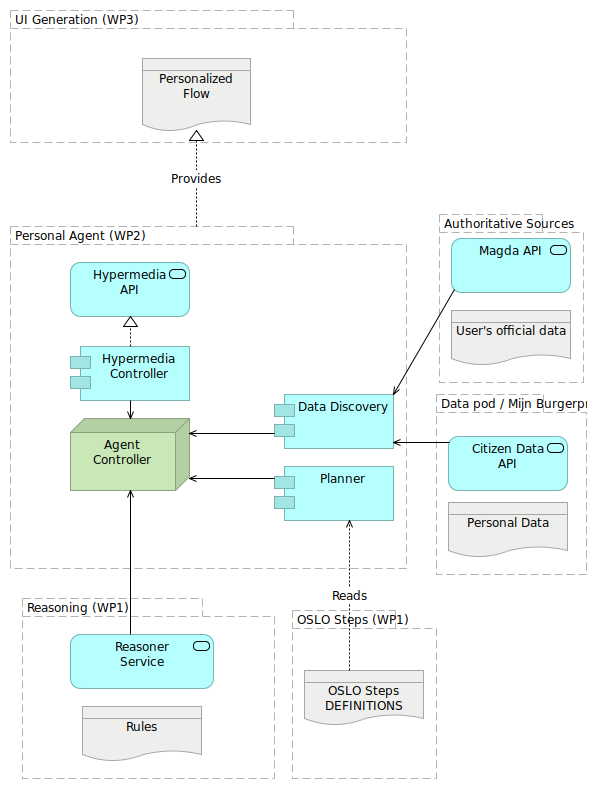 UI Generation (WP3)
Personalized
Flow
Provides
Personal Agent (WP2)
Authoritative Sources
Magda API
User's official data
Hypermedia
API
Hypermedia
Controller
Agent
Controller
Data Discovery
Planner
Data pod / Mijn Burgerpr
Citizen Data
API
Personal Data
Reads
Reasoning (WP1)
Reasoner
Service
Rules
OSLO Steps (WP1)
OSLO Steps
DEFINITIONS